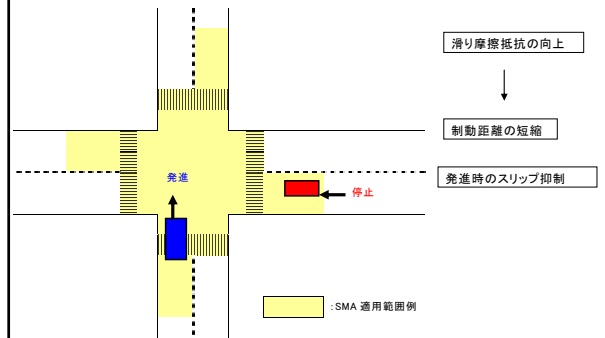 滑り摩擦抵抗の向上
制動距離の短縮
発進時のスリップ抑制
発進
停止
:SMA 適用範囲例